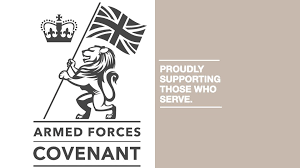 ARMED FORCES
COVENANT
PROUDLY
SUPPORTING
THOSE WHO
SERVE.